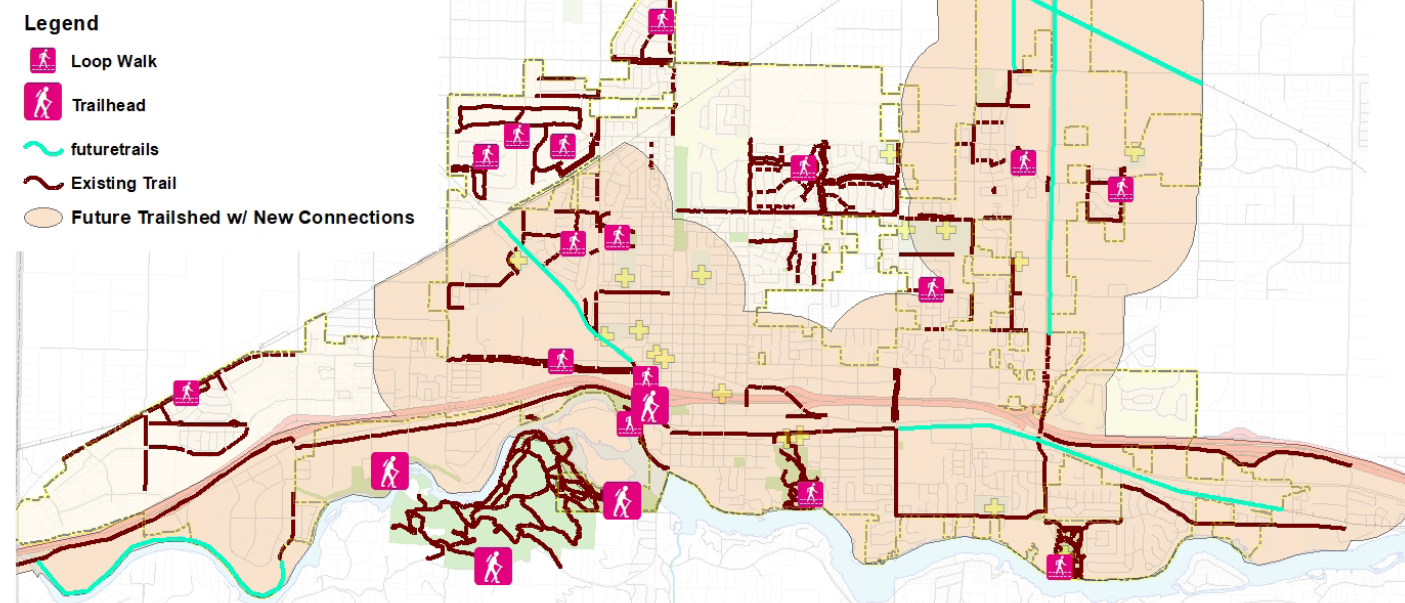 Legend
Loop Walk
Trailhead
futuretrails
Existing Trail
Future Trailshed w/ New Connections